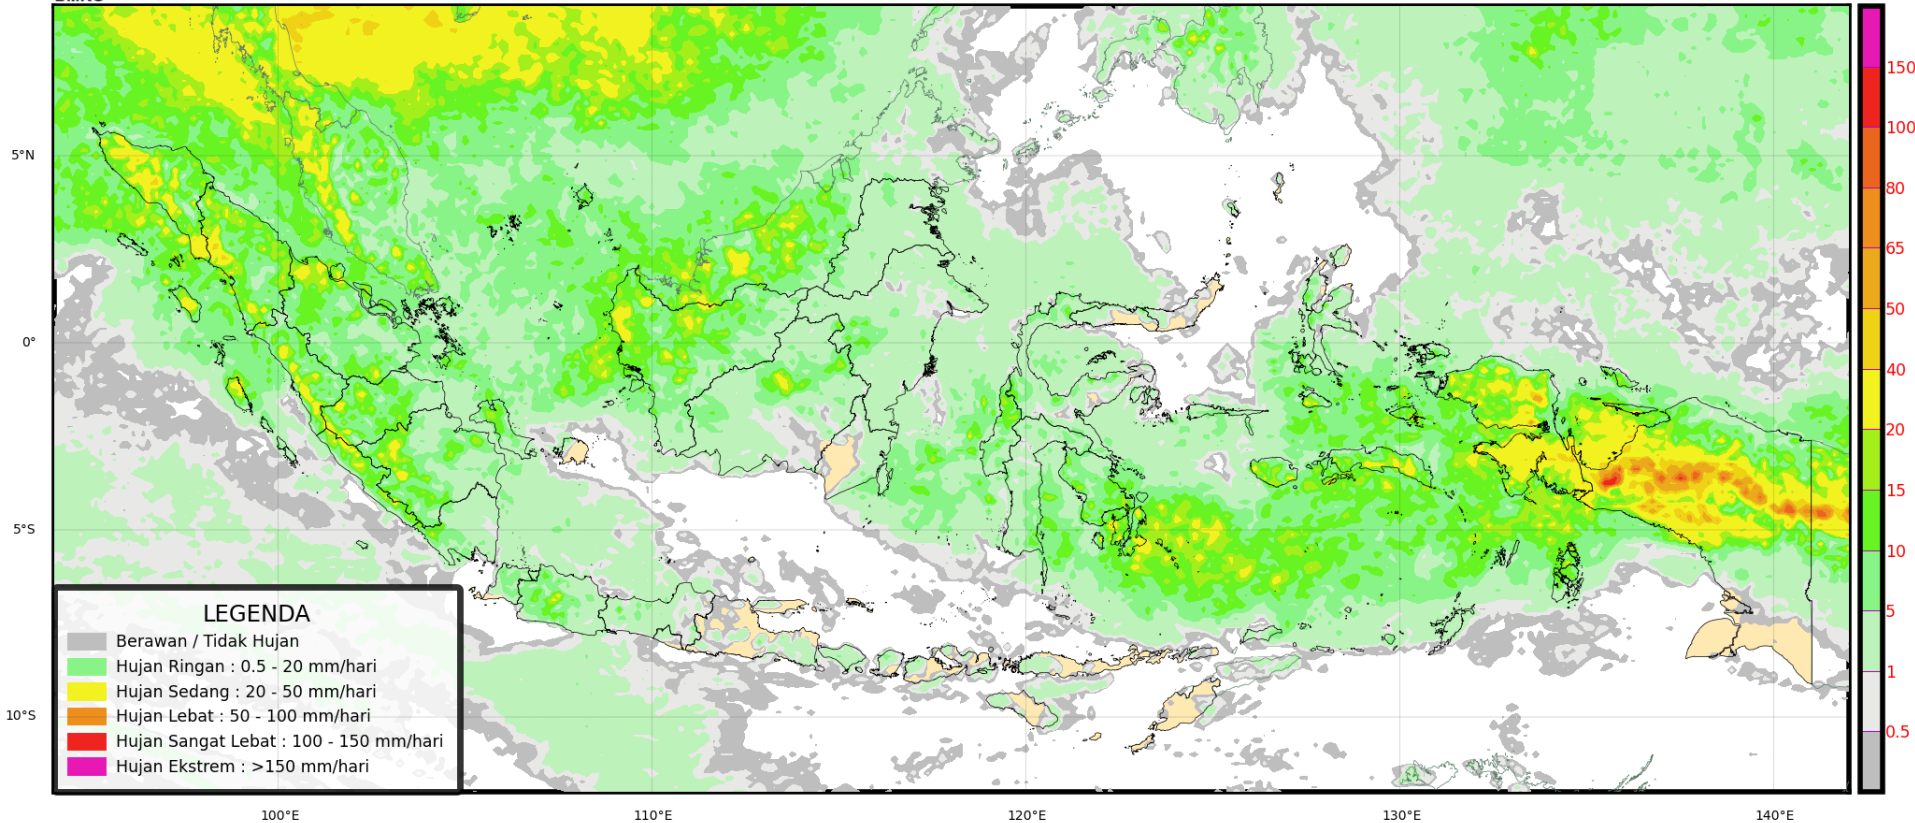 5°N
0°
5°S
10°S
100°E
110°E
120°E
130°E
140°E
LEGENDA
Berawan / Tidak Hujan
Hujan Ringan : 0.5 - 20 mm/hari
Hujan Sedang : 20 - 50 mm/hari
Hujan Lebat : 50 - 100 mm/hari
Hujan Sangat Lebat : 100 - 150 mm/hari
Hujan Ekstrem : >150 mm/hari
150
100
80
65
50
40
20
15
10
5
1
0.5